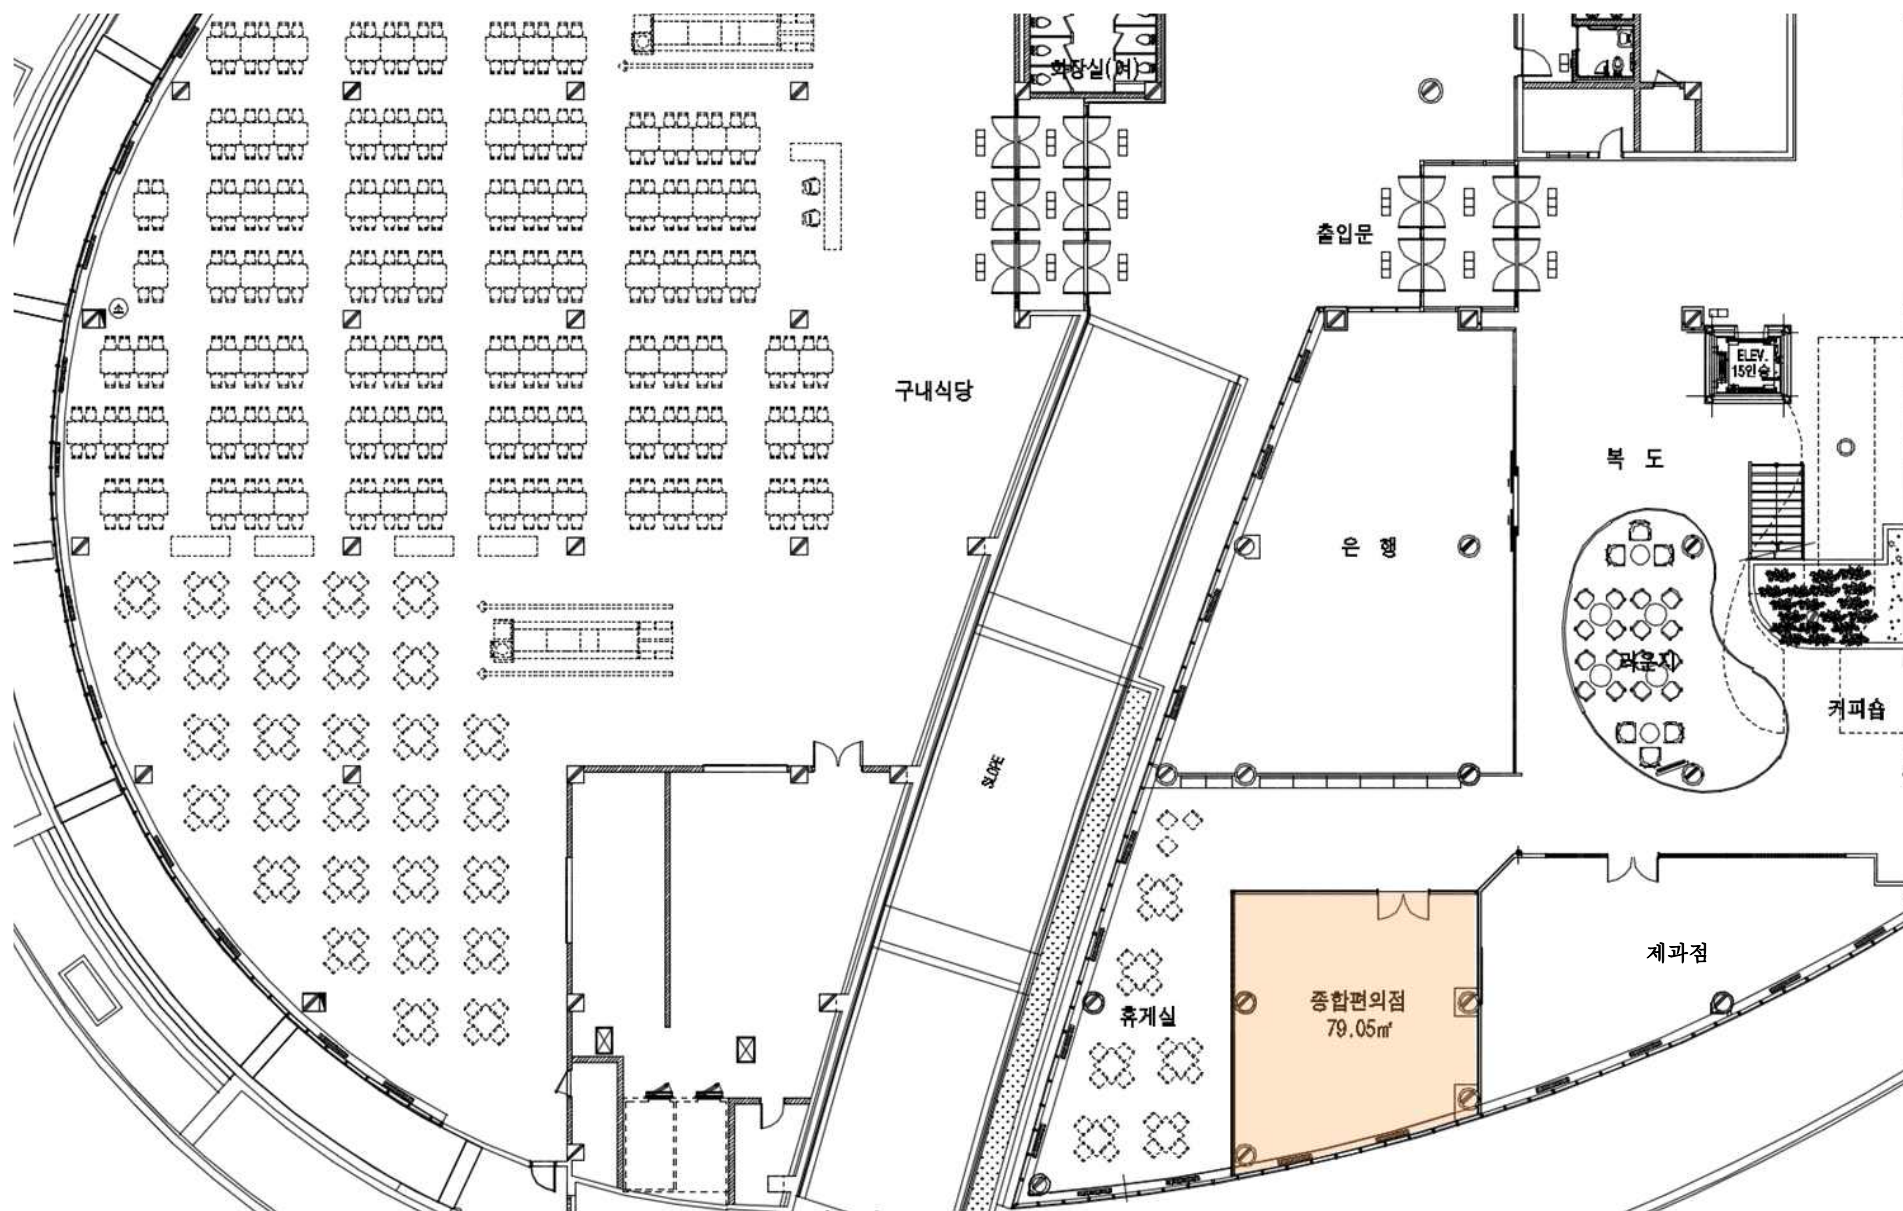 화장실(여)
출입문
ELEV.
15인승
구내식당
복 도
은 행
라운지
커피숍
SLOPE
제과점
종합편의점
79.05㎡
휴게실
소